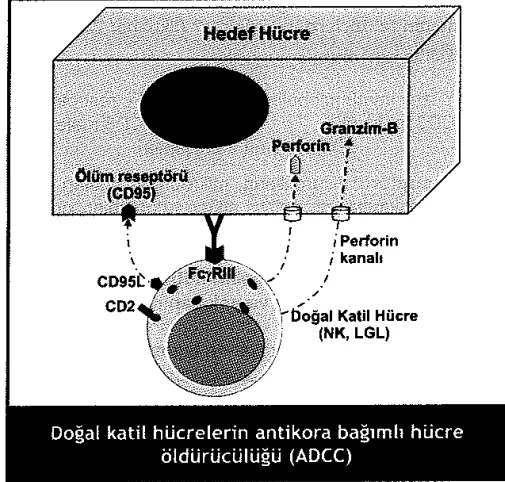 Hedef Hücre
Granzim-B
Perforin
Ölüm reseptörü
(CD95)
Perforin
kanalı
FcγRIII
CD95L
CD2
Doğal Katil Hücre
(NK, LGL)
Doğal katil hücrelerin antikora bağımlı hücre
öldürücülüğü (ADCC)